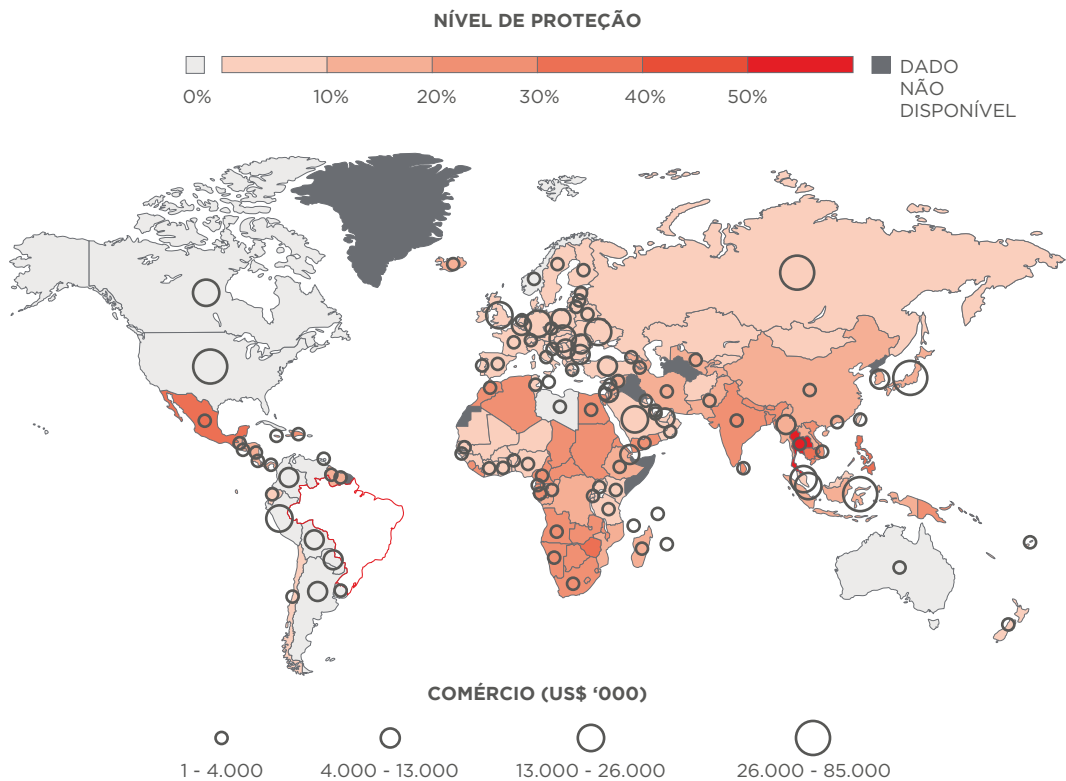 NÍVEL DE PROTEÇÃO
0% 10% 20% 30% 40% 50%
DADO
NÃO
DISPONÍVEL
COMÉRCIO (US$ ‘000)
1 - 4.000 4.000 - 13.000 13.000 - 26.000 26.000 - 85.000